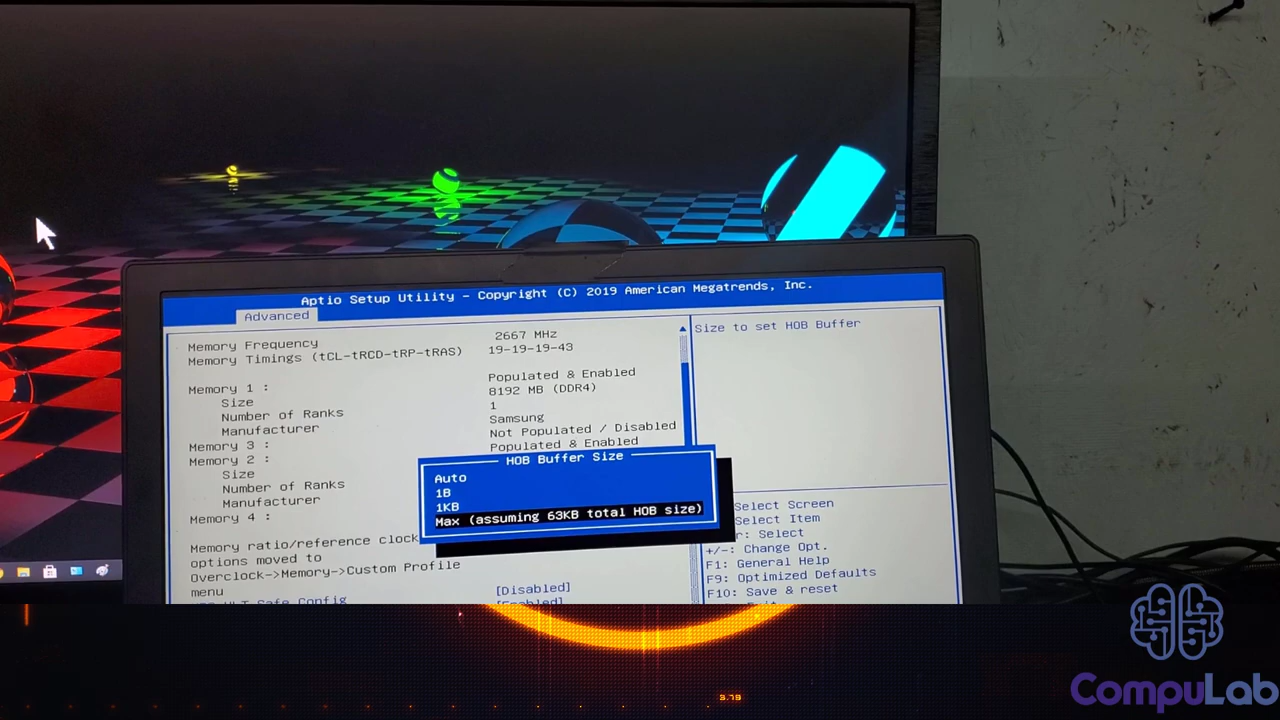 Aptio Setup Utility - Copyright (C) 2019 American Megatrends, Inc.
Advanced
Memory Frequency 2667 MHz
Memory Timings (tCL-tRCD-tRP-tRAS) 19-19-19-43
Memory 1 : Populated & Enabled
Size 8192 MB (DDR4)
Number of Ranks 1
Manufacturer Samsung
Memory 3 : Not Populated / Disabled
Memory 2 : Populated & Enabled
Size
Number of Ranks
Manufacturer
Memory 4 :
Memory ratio/reference clock
options moved to
Overclock->Memory->Custom Profile
menu
Safe Config [Disabled]
Size to set HOB Buffer
HOB Buffer Size
Auto
1B
1KB
Max (assuming 63KB total HOB size)
Select Screen
Select Item
r: Select
+/-: Change Opt.
F1: General Help
F9: Optimized Defaults
F10: Save & reset
3.79
CompuLab